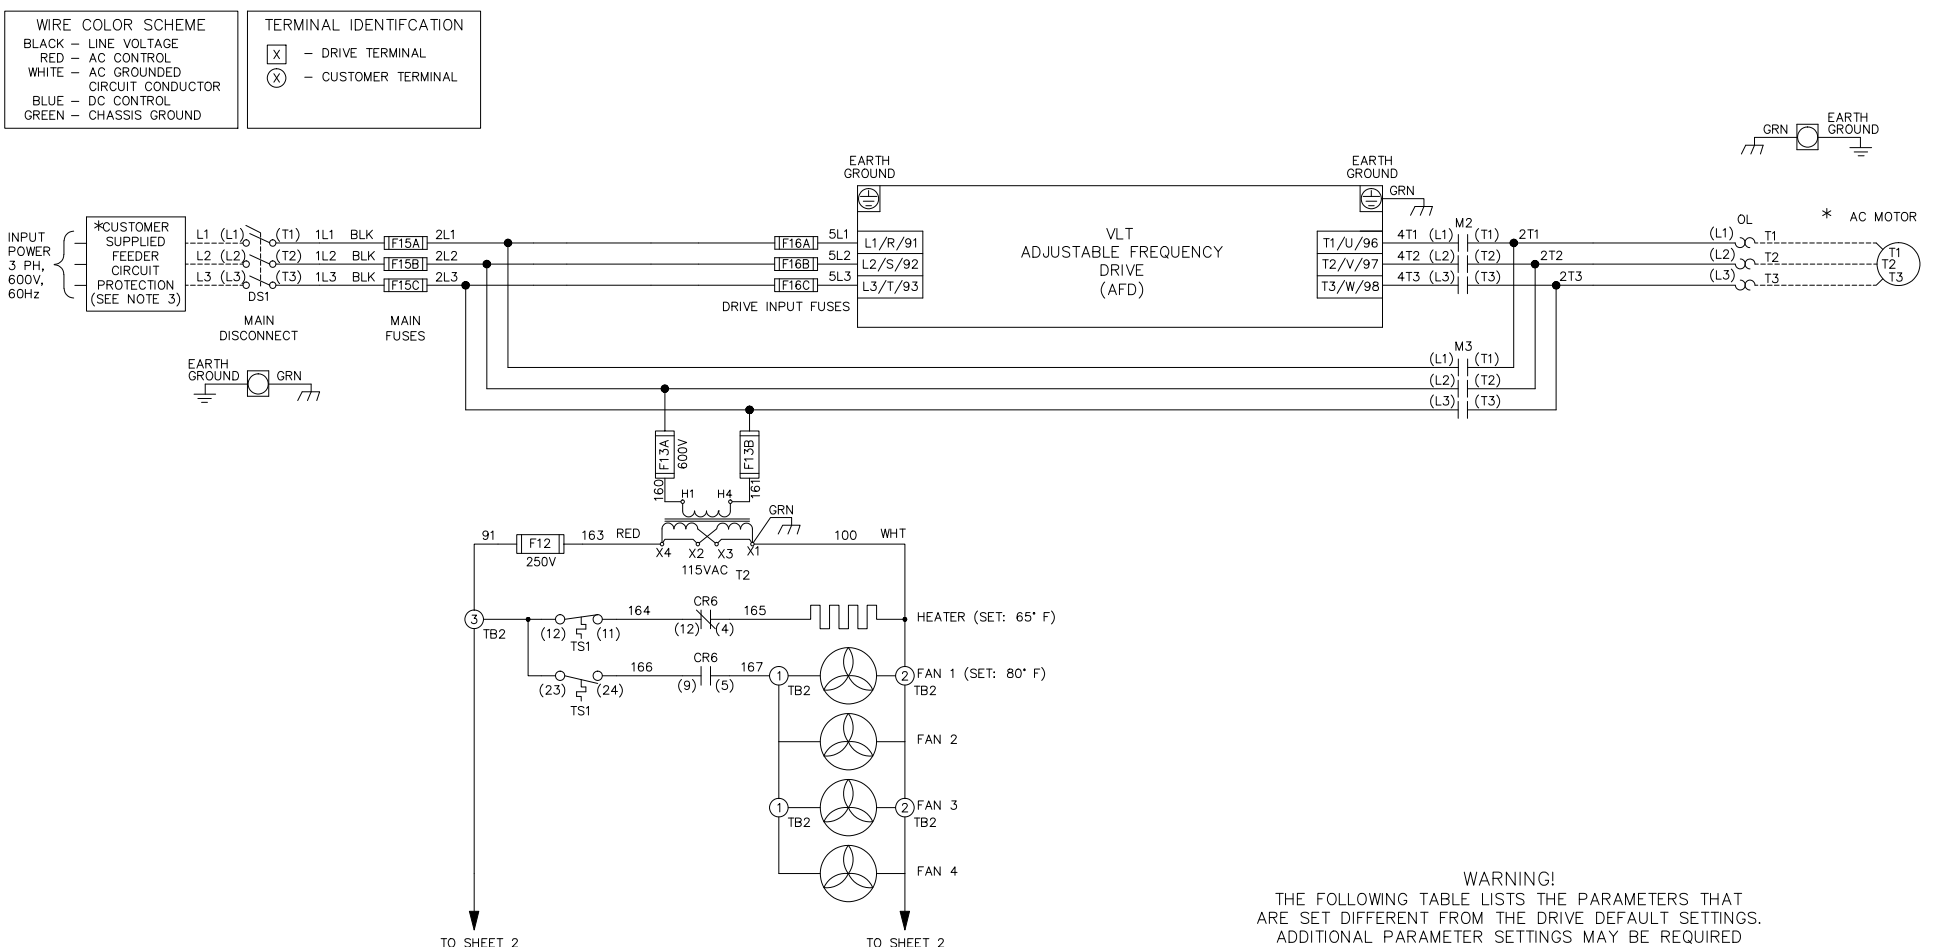 WIRE COLOR SCHEME
BLACK – LINE VOLTAGE
RED – AC CONTROL
WHITE – AC GROUNDED
CIRCUIT CONDUCTOR
BLUE – DC CONTROL
GREEN – CHASSIS GROUND
TERMINAL IDENTIFCATION
X – DRIVE TERMINAL
X – CUSTOMER TERMINAL
GRN
EARTH
GROUND
INPUT
POWER
3 PH,
600V,
60Hz
*CUSTOMER
SUPPLIED
FEEDER
CIRCUIT
PROTECTION
(SEE NOTE 3)
L1 (L1) (T1) 1L1 BLK F15A 2L1
L2 (L2) (T2) 1L2 BLK F15B 2L2
L3 (L3) (T3) 1L3 BLK F15C 2L3
DS1
MAIN
DISCONNECT
MAIN
FUSES
EARTH
GROUND
GRN
F16A 5L1
F16B 5L2
F16C 5L3
DRIVE INPUT FUSES
EARTH
GROUND
L1/R/91
L2/S/92
L3/T/93
VLT
ADJUSTABLE FREQUENCY
DRIVE
(AFD)
EARTH
GROUND
GRN
T1/U/96
T2/V/97
T3/W/98
M2
4T1 (L1) (T1) 2T1
4T2 (L2) (T2) 2T2
4T3 (L3) (T3) 2T3
OL
(L1) T1
(L2) T2
(L3) T3
* AC MOTOR
T1
T2
T3
M3
(L1) (T1)
(L2) (T2)
(L3) (T3)
F13A
600V
F13B
160
161
H1 H4
GRN
91 F12 163 RED
250V
X4 X2 X3 X1
115VAC T2
100 WHT
3
TB2
(12) (11)
TS1
164
CR6
(12) (4)
165
HEATER (SET: 65° F)
(23) (24)
TS1
166
CR6
(9) (5)
167
1
TB2
2
TB2
FAN 1 (SET: 80° F)
FAN 2
1
TB2
2
TB2
FAN 3
FAN 4
TO SHEET 2
TO SHEET 2
WARNING!
THE FOLLOWING TABLE LISTS THE PARAMETERS THAT
ARE SET DIFFERENT FROM THE DRIVE DEFAULT SETTINGS.
ADDITIONAL PARAMETER SETTINGS MAY BE REQUIRED